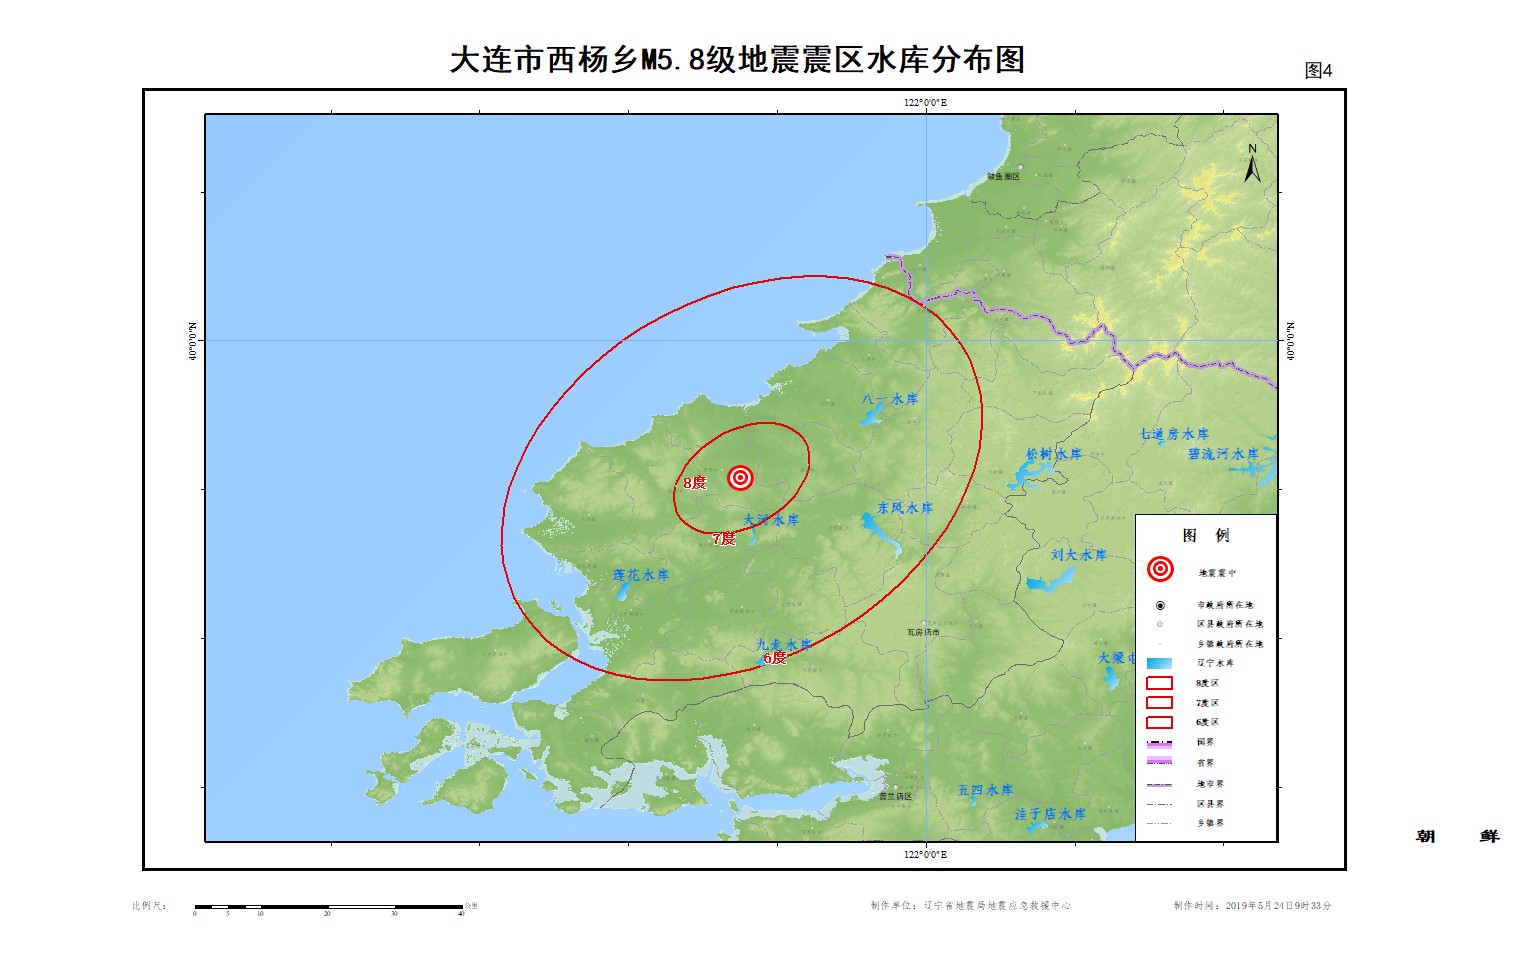 大连市西杨乡M5.8级地震震区水库分布图
图4
122°0'0"E
N
鲅鱼圈区
40°0'0"N
40°0'0"N
八一水库
七道房水库
松树水库
碧流河水库
8度
东风水库
大河水库
7度
刘大水库
莲花水库
瓦房店市
九龙水库
6度
大梁屯
五四水库
普兰店区
洼子店水库
图 例
地震震中
市政府所在地
区县政府所在地
乡镇政府所在地
辽宁水库
8度区
7度区
6度区
国界
省界
地市界
区县界
乡镇界
朝 鲜
122°0'0"E
比例尺:
公里
0 5 10 20 30 40
制作单位: 辽宁省地震局地震应急救援中心
制作时间: 2019年5月24日9时33分